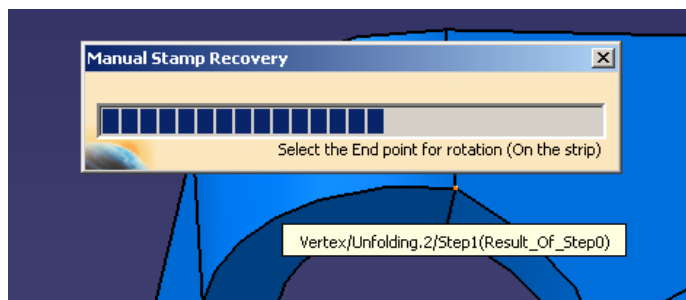 Manual Stamp Recovery
Select the End point for rotation (On the strip)
Vertex/Unfolding.2/Step1(Result_Of_Step0)